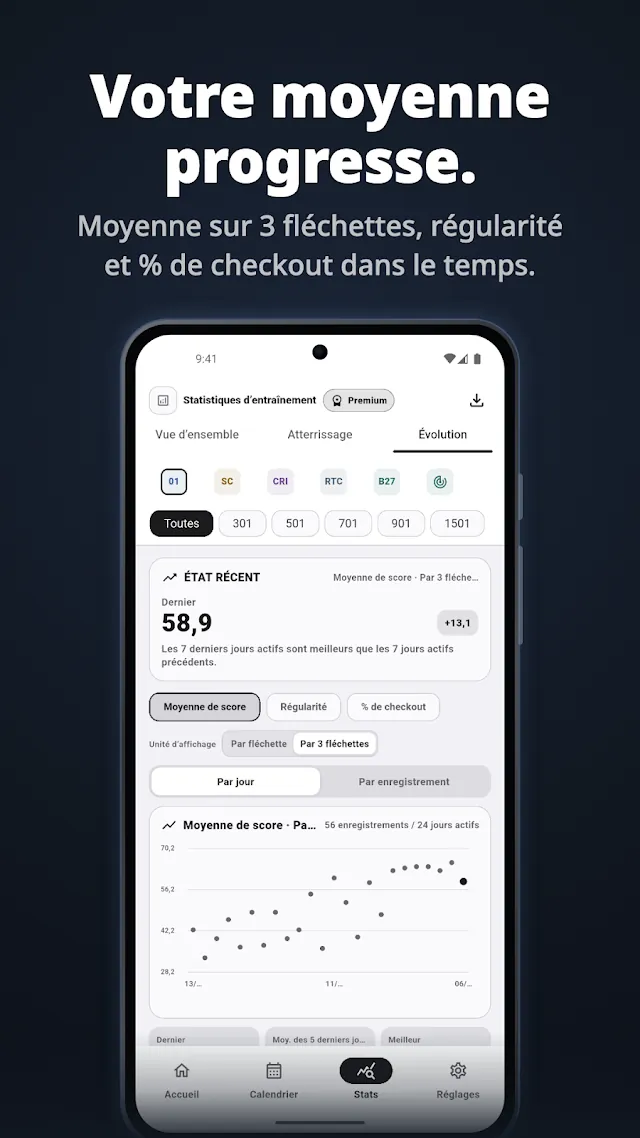 Votre moyenne
progresse.
Moyenne sur 3 fléchettes, régularité
et % de checkout dans le temps.
9:41
Statistiques d'entraînement Premium
Vue d'ensemble Atterrissage Évolution
01 SC CRI RTC B27
Toutes 301 501 701 901 1501
ÉTAT RÉCENT Moyenne de score · Par 3 fléche…
Dernier
58,9 +13,1
Les 7 derniers jours actifs sont meilleurs que les 7 jours actifs
précédents.
Moyenne de score Régularité % de checkout
Unité d'affichage Par fléchette Par 3 fléchettes
Par jour Par enregistrement
Moyenne de score · Pa… 56 enregistrements / 24 jours actifs
70,2
56,2
42,2
28,2
13/… 11/… 06/…
Dernier Moy. des 5 derniers jo… Meilleur
Accueil Calendrier Stats Réglages